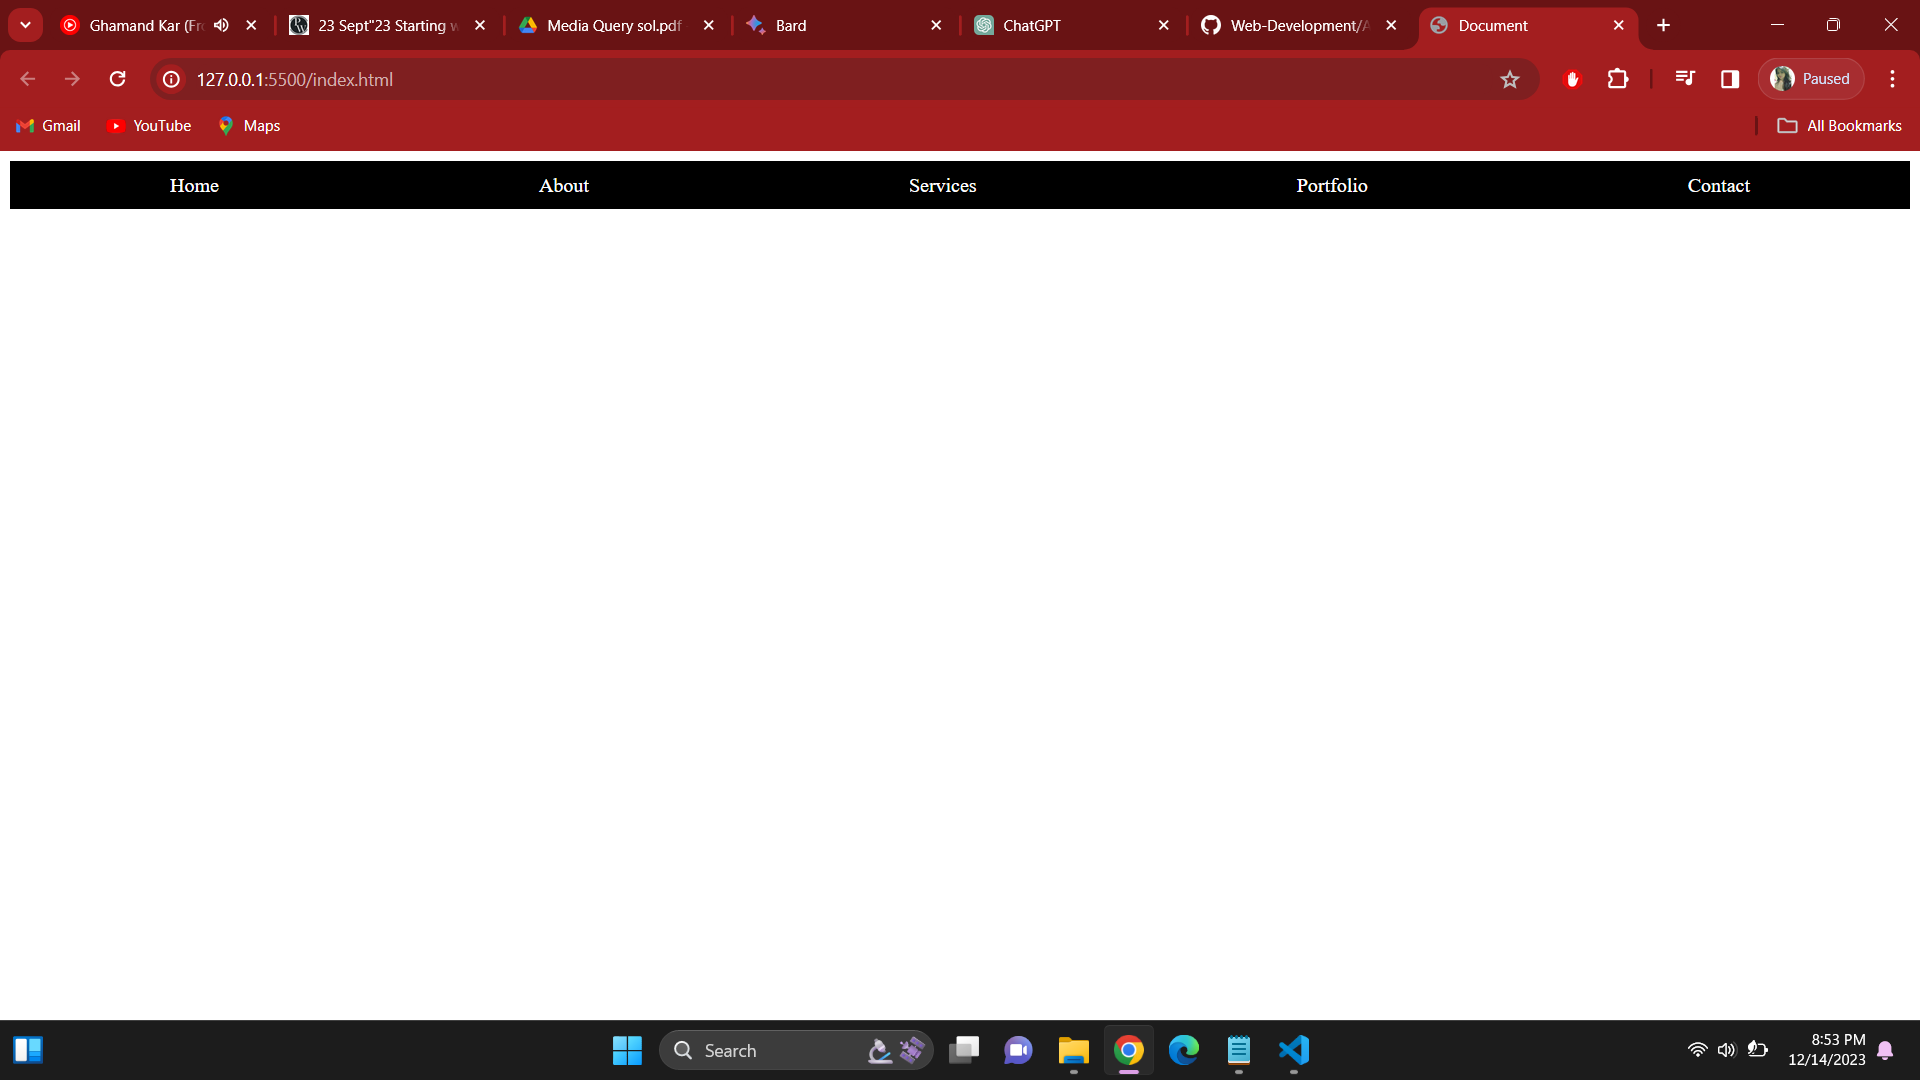 Ghamand Kar (Fr
23 Sept"23 Starting w
Media Query sol.pdf
Bard
ChatGPT
Web-Development/A
Document
127.0.0.1:5500/index.html
Paused
Gmail
YouTube
Maps
All Bookmarks
Home
About
Services
Portfolio
Contact
Search
8:53 PM
12/14/2023